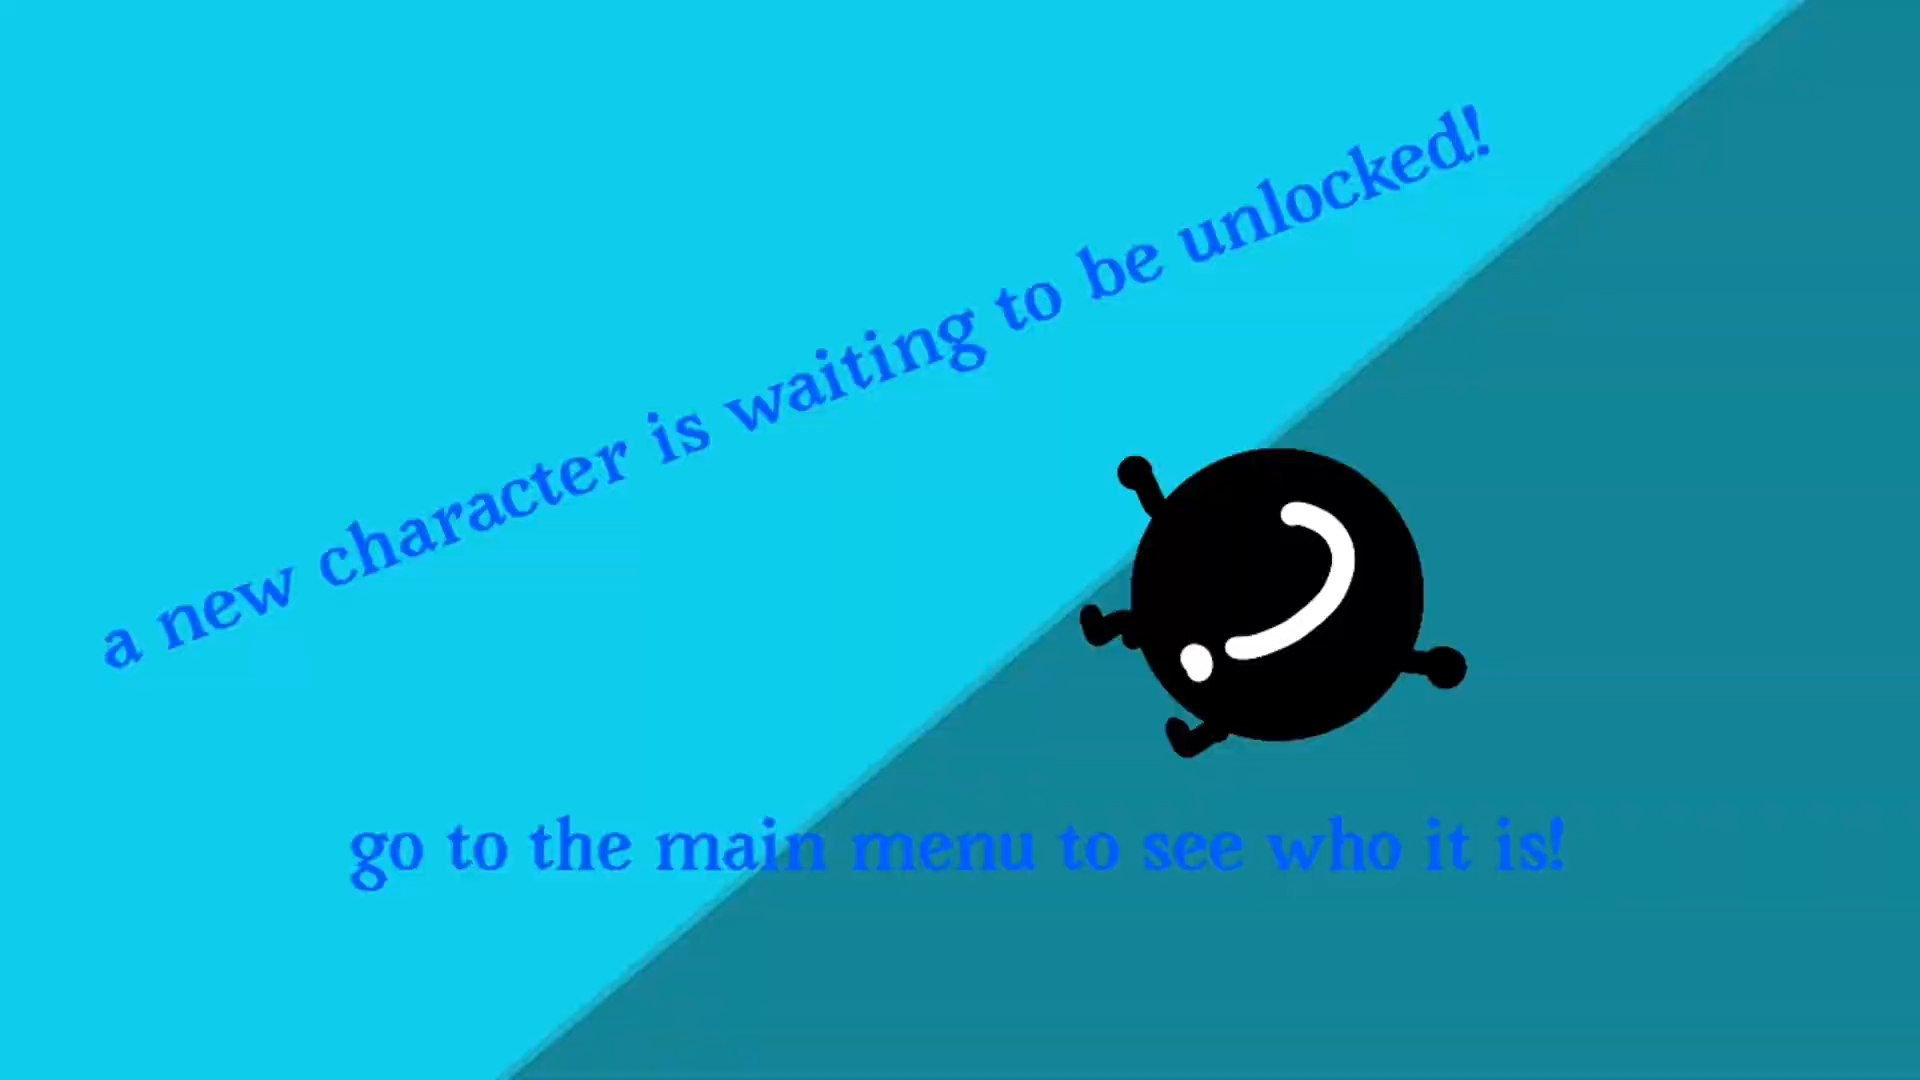 a new character is waiting to be unlocked!
go to the main menu to see who it is!